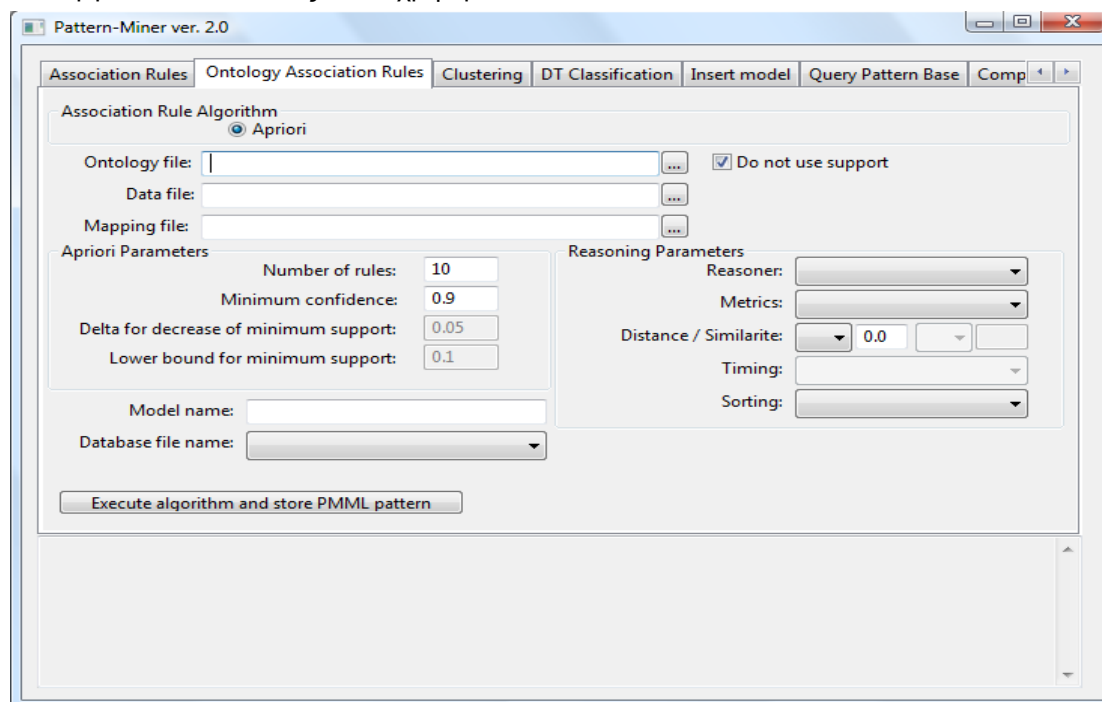 Pattern-Miner ver. 2.0
Association Rules Ontology Association Rules Clustering DT Classification Insert model Query Pattern Base Comp
Association Rule Algorithm
Apriori
Ontology file: ... Do not use support
Data file: ...
Mapping file: ...
Apriori Parameters
Number of rules: 10
Minimum confidence: 0.9
Delta for decrease of minimum support: 0.05
Lower bound for minimum support: 0.1
Reasoning Parameters
Reasoner:
Metrics:
Distance / Similarite: 0.0
Timing:
Sorting:
Model name:
Database file name:
Execute algorithm and store PMML pattern